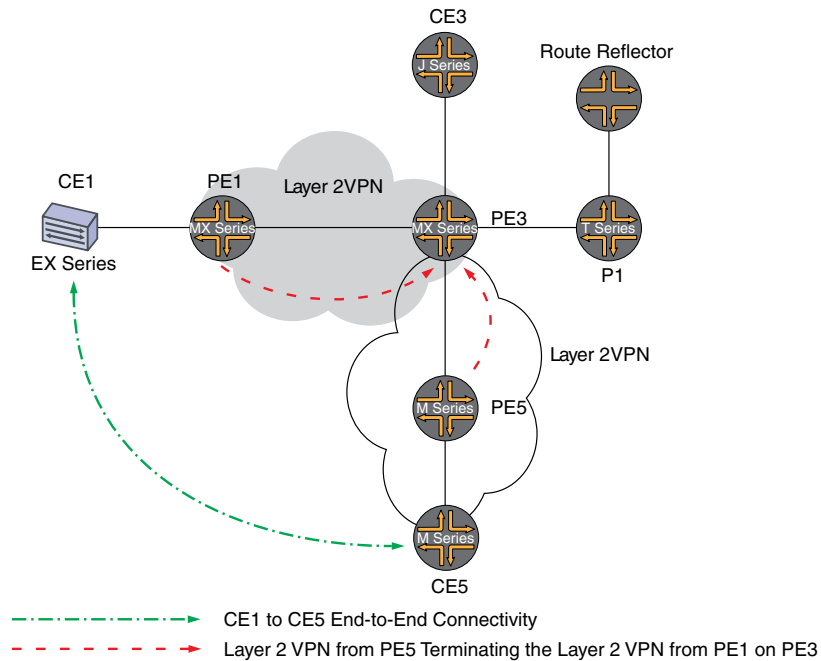 CE3
J Series
Route Reflector
CE1
PE1
Layer 2VPN
MX Series
MX Series
PE3
T Series
EX Series
P1
Layer 2VPN
M Series
PE5
M Series
CE5
CE1 to CE5 End-to-End Connectivity
Layer 2 VPN from PE5 Terminating the Layer 2 VPN from PE1 on PE3